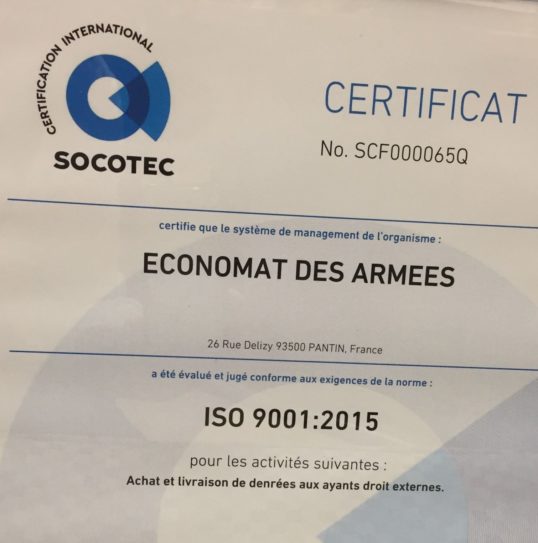 CERTIFICATION INTERNATIONAL
SOCOTEC
CERTIFICAT
No. SCF000065Q
certifie que le système de management de l'organisme :
ECONOMAT DES ARMEES
26 Rue Delizy 93500 PANTIN, France
a été évalué et jugé conforme aux exigences de la norme :
ISO 9001:2015
pour les activités suivantes :
Achat et livraison de denrées aux ayants droit externes.